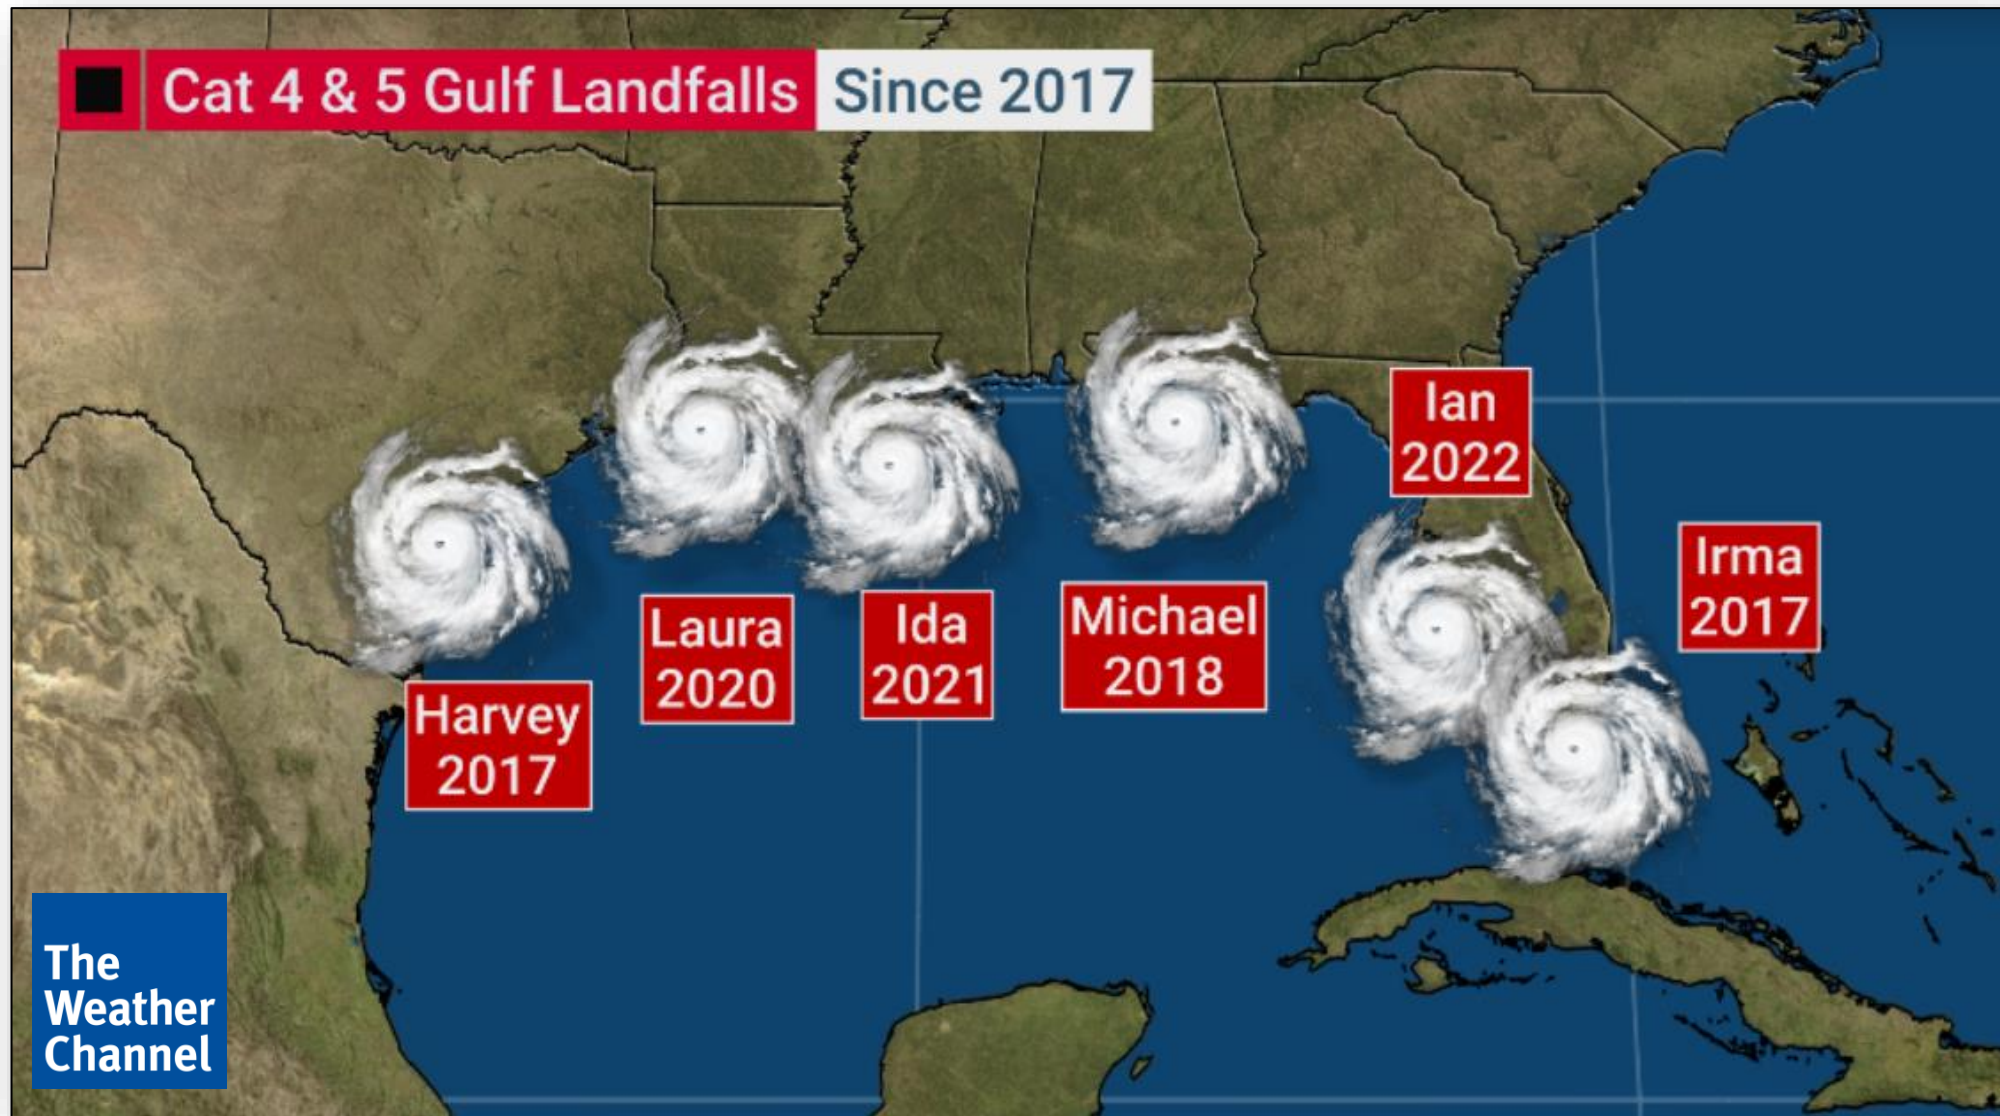 Cat 4 & 5 Gulf Landfalls Since 2017
Ian
2022
Irma
2017
Laura
2020
Ida
2021
Michael
2018
Harvey
2017
The
Weather
Channel